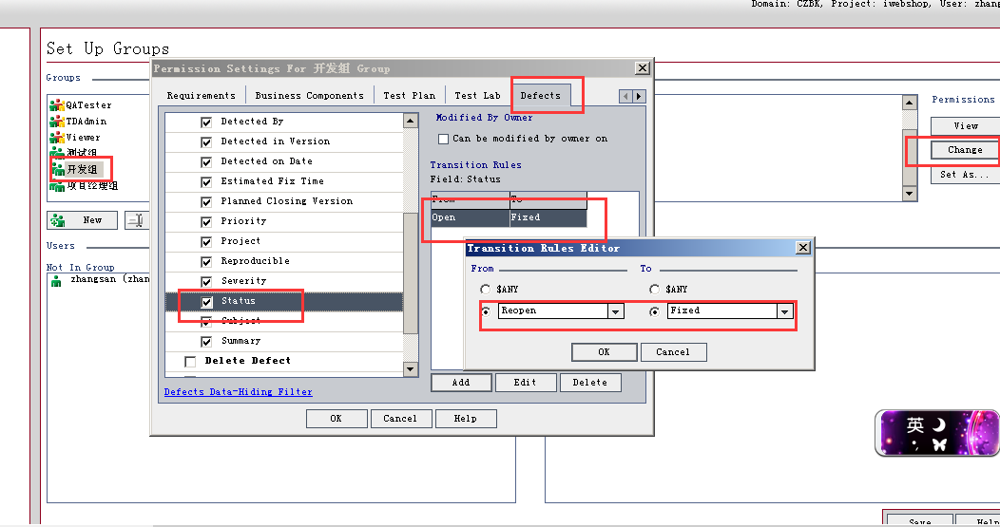 Domain: CZBK, Project: iwebshop, User: zhang
Set Up Groups
Groups
QATester
TDAdmin
Viewer
测试组
开发组
项目经理组
New
Users
Not In Group
zhangsan (zhan
Permission Settings For 开发组 Group
Requirements
Business Components
Test Plan
Test Lab
Defects
Detected By
Detected in Version
Detected on Date
Estimated Fix Time
Planned Closing Version
Priority
Project
Reproducible
Severity
Status
Subject
Summary
Delete Defect
Defects Data-Hiding Filter
Modified By Owner
Can be modified by owner on
Transition Rules
Field: Status
From To
Open Fixed
Add Edit Delete
OK Cancel Help
Transition Rules Editor
From To
$ANY $ANY
Reopen Fixed
OK Cancel
Permissions
View
Change
Set As...
英
Save Help